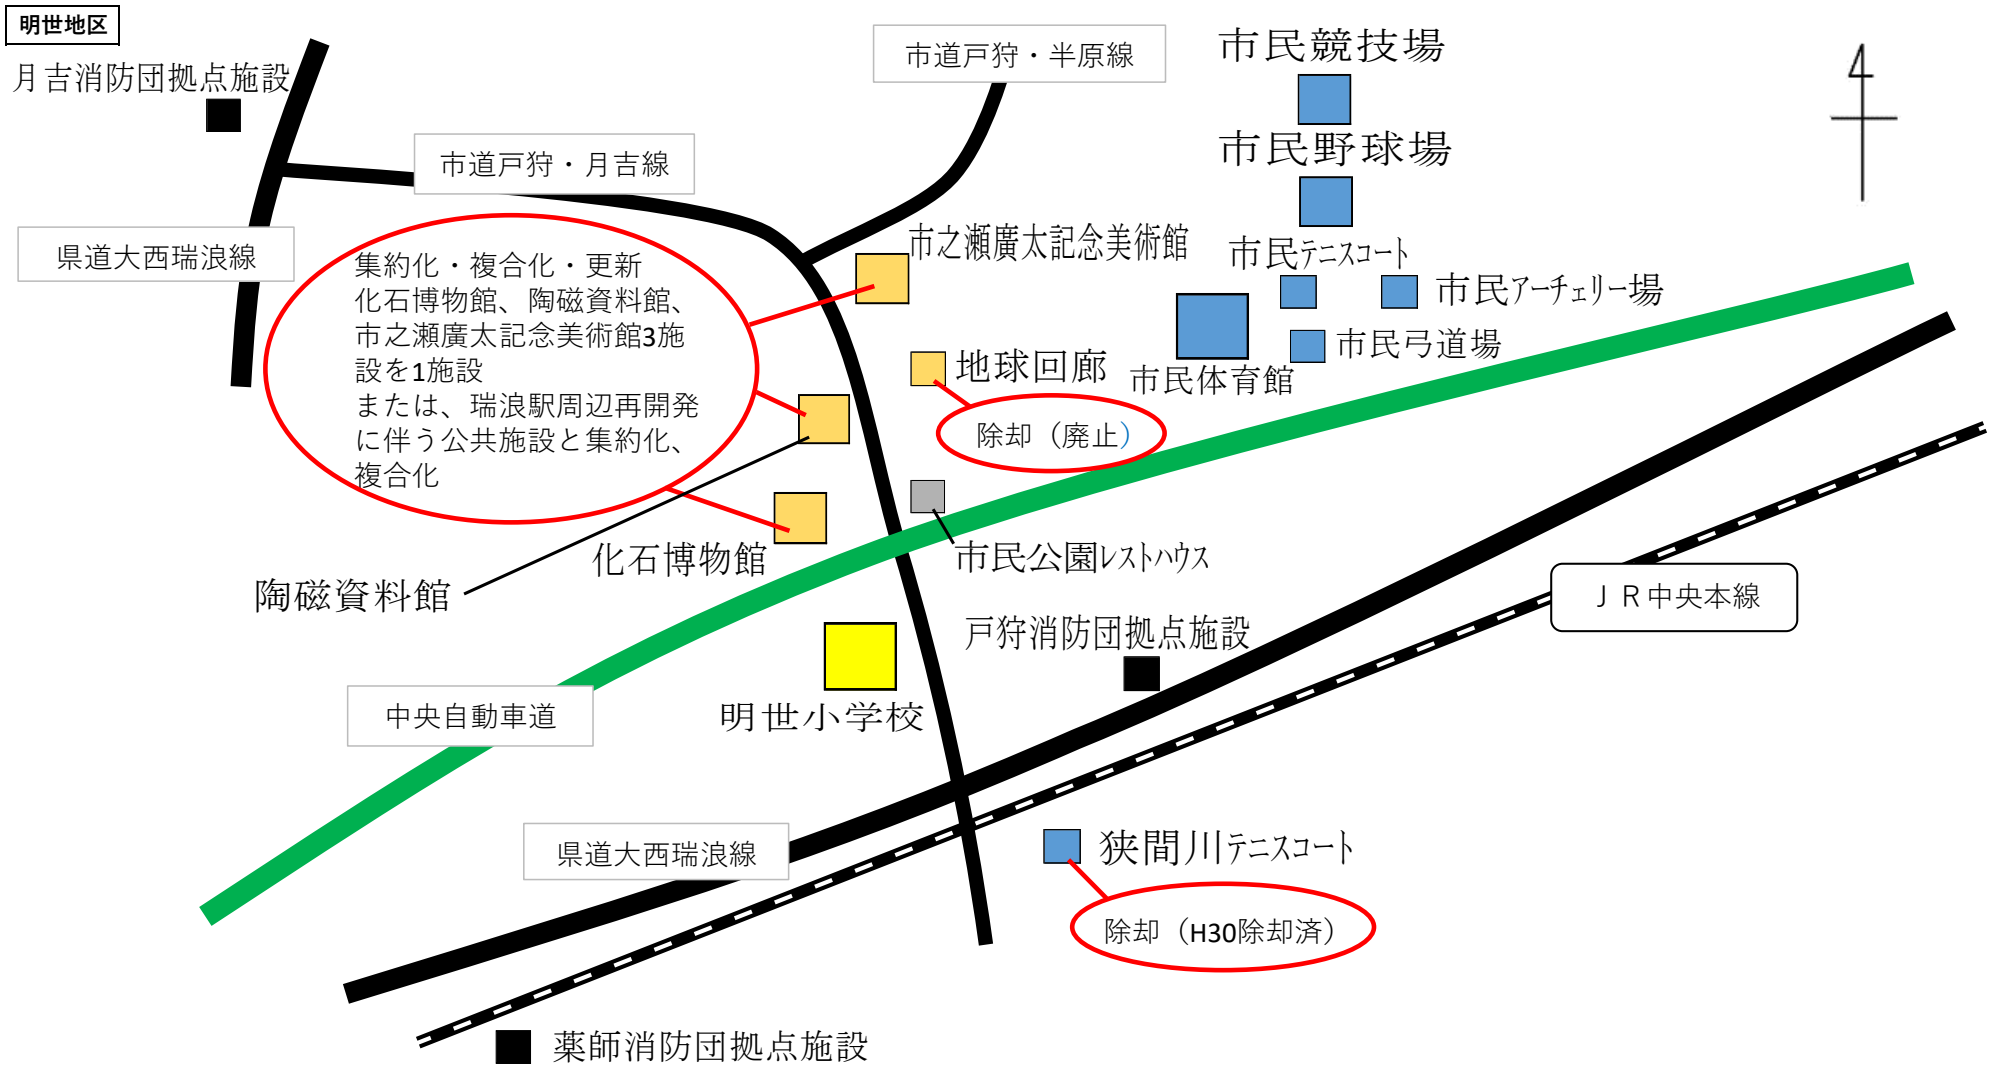 明世地区
月吉消防団拠点施設
市道戸狩・半原線
市民競技場
市民野球場
市道戸狩・月吉線
県道大西瑞浪線
市之瀬廣太記念美術館
市民テニスコート
市民アーチェリー場
市民弓道場
市民体育館
集約化・複合化・更新
化石博物館、陶磁資料館、
市之瀬廣太記念美術館3施
設を1施設
または、瑞浪駅周辺再開発
に伴う公共施設と集約化、
複合化
地球回廊
除却（廃止）
化石博物館
市民公園レストハウス
陶磁資料館
ＪＲ中央本線
戸狩消防団拠点施設
明世小学校
中央自動車道
県道大西瑞浪線
狭間川テニスコート
除却（H30除却済）
薬師消防団拠点施設